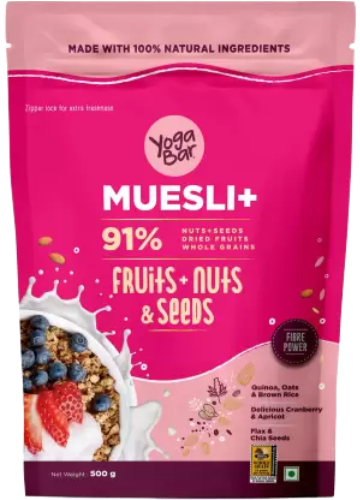 MADE WITH 100% NATURAL INGREDIENTS
Zipper lock for extra freshness
Yoga
Bar
MUESLI+
91%
NUTS+SEEDS
DRIED FRUITS
WHOLE GRAINS
FRUITS + NUTS
& SEEDS
FIBRE
POWER
Quinoa, Oats
& Brown Rice
Delicious Cranberry
& Apricot
Flax &
Chia Seeds
Net Weight: 500 g